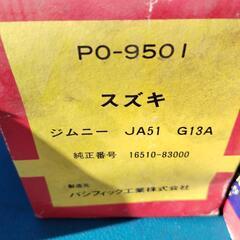 PO-9501
スズキ
ジムニー JA51 G13A
純正番号 16510-83000
製造元
パシフィック工業株式会社